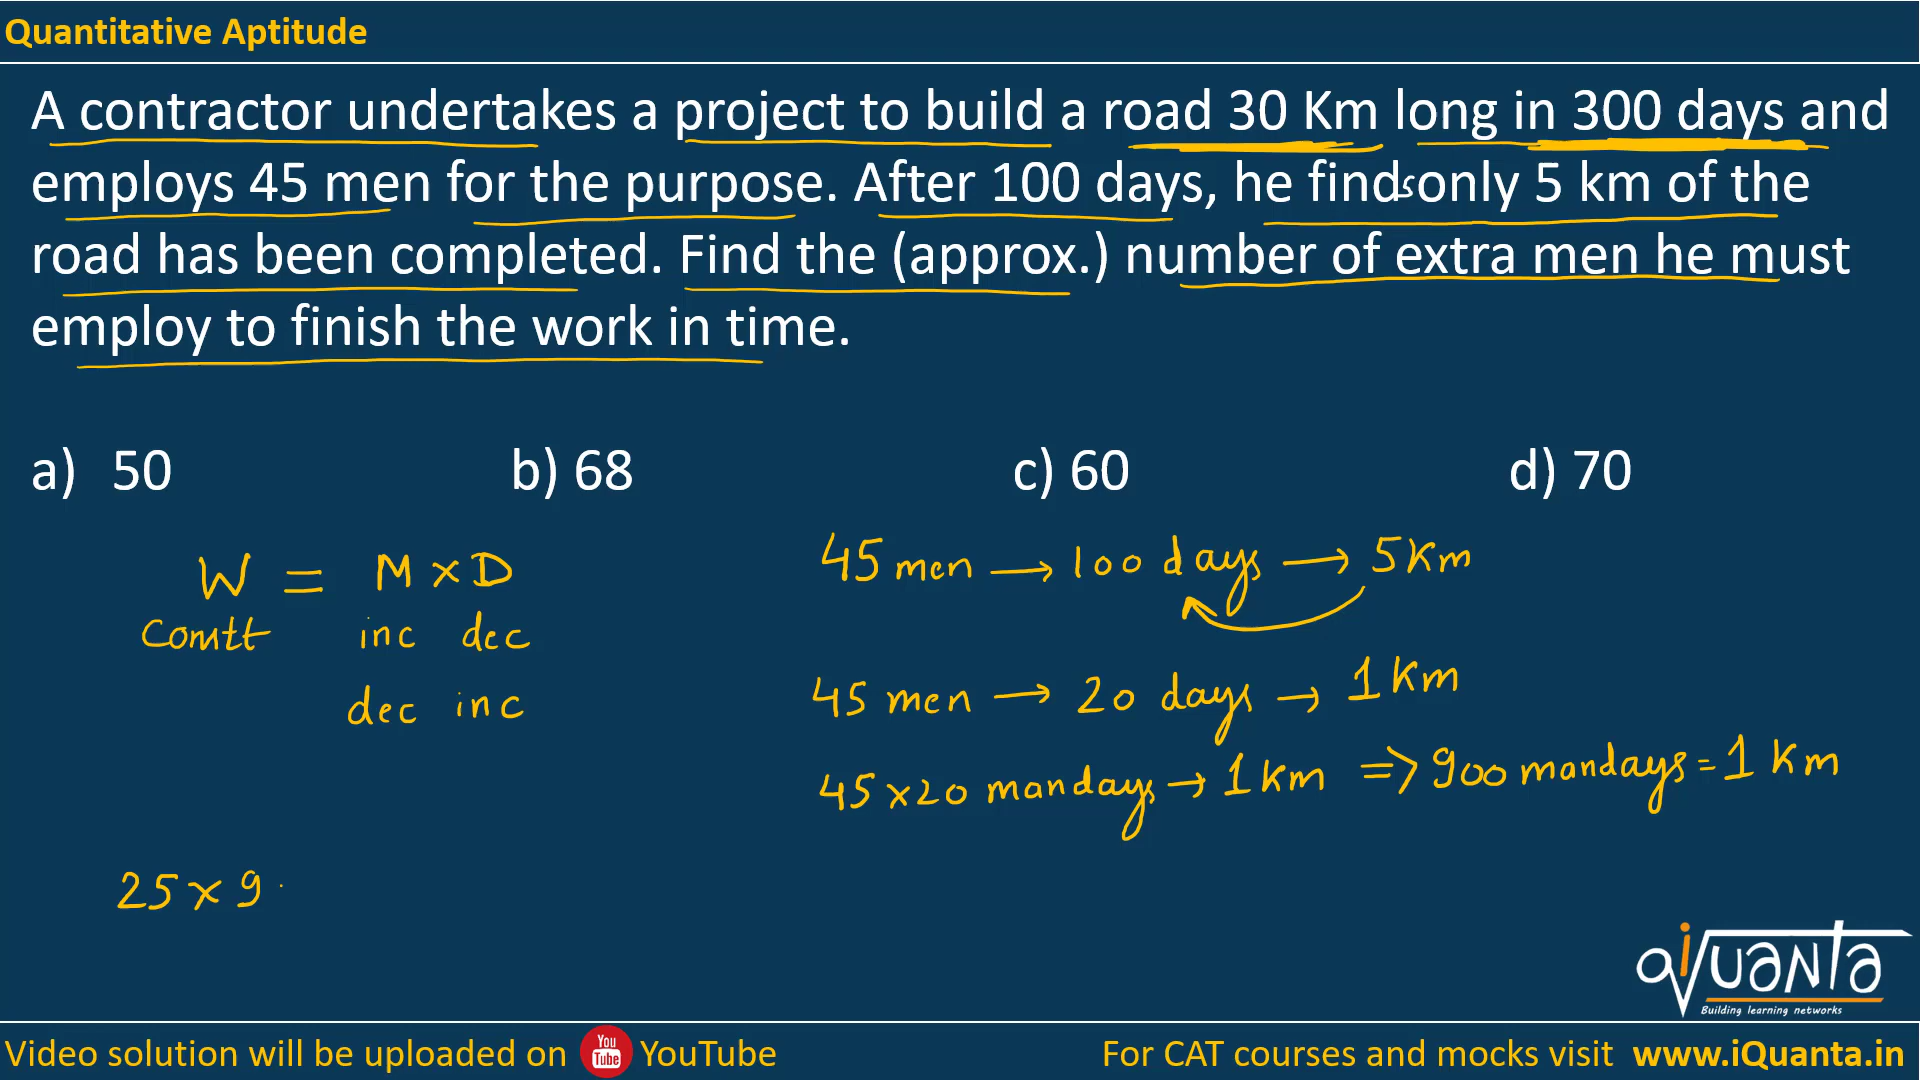 Quantitative Aptitude
A contractor undertakes a project to build a road 30 Km long in 300 days and
employs 45 men for the purpose. After 100 days, he finds only 5 km of the
road has been completed. Find the (approx.) number of extra men he must
employ to finish the work in time.
a) 50 b) 68 c) 60 d) 70
W = M × D
Constt inc dec
dec inc
45 men → 100 days → 5 Km
45 men → 20 days → 1 Km
45 × 20 mandays → 1 Km => 900 mandays = 1 Km
25 × 9
iQuanta
Building learning networks
Video solution will be uploaded on You Tube YouTube
For CAT courses and mocks visit www.iQuanta.in